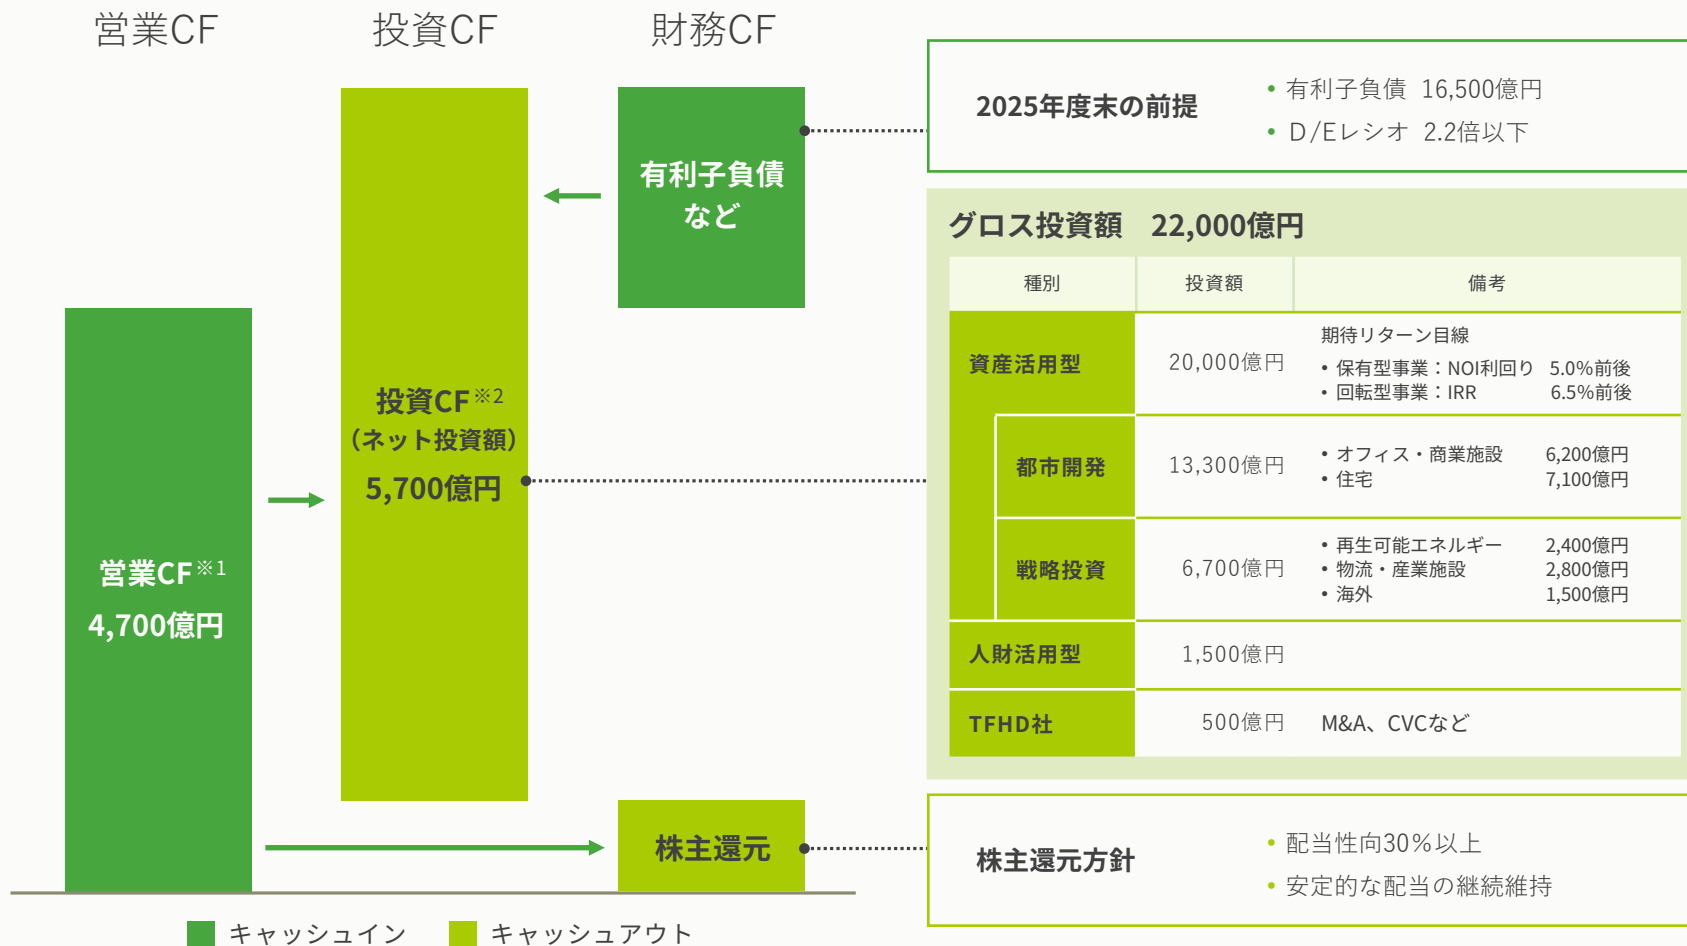 営業CF
投資CF
財務CF
有利子負債
など
投資CF※2
(ネット投資額)
5,700億円
営業CF※1
4,700億円
株主還元
キャッシュイン
キャッシュアウト
2025年度末の前提
• 有利子負債 16,500億円
• D/Eレシオ 2.2倍以下
グロス投資額 22,000億円
種別 投資額 備考
資産活用型 20,000億円
期待リターン目線
• 保有型事業：NOI利回り 5.0%前後
• 回転型事業：IRR 6.5%前後
都市開発 13,300億円
• オフィス・商業施設 6,200億円
• 住宅 7,100億円
戦略投資 6,700億円
• 再生可能エネルギー 2,400億円
• 物流・産業施設 2,800億円
• 海外 1,500億円
人財活用型 1,500億円
TFHD社 500億円 M&A、CVCなど
株主還元方針
• 配当性向30%以上
• 安定的な配当の継続維持